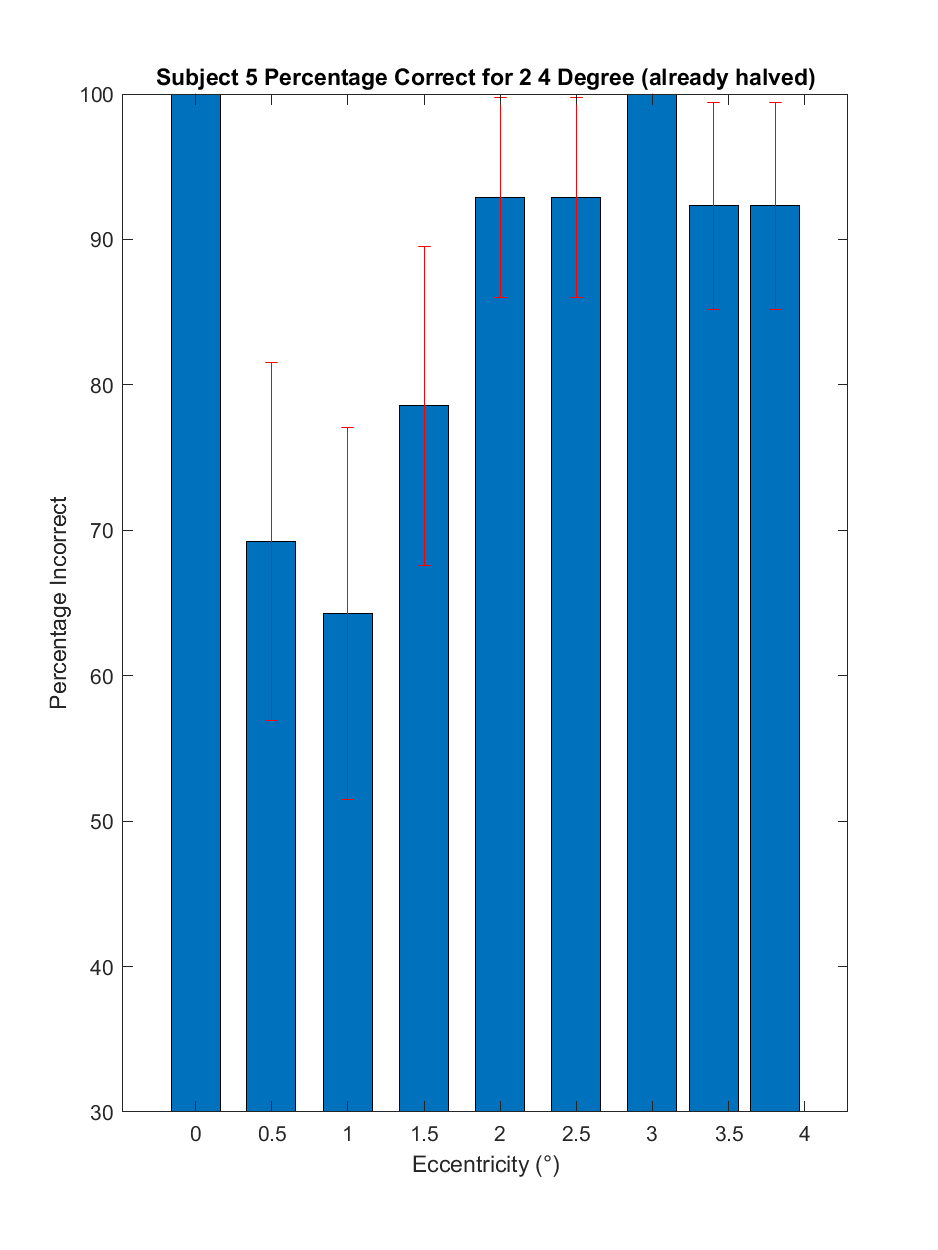 Subject 5 Percentage Correct for 2 4 Degree (already halved)
100
90
80
70
60
50
40
30
Percentage Incorrect
0 0.5 1 1.5 2 2.5 3 3.5 4
Eccentricity (°)